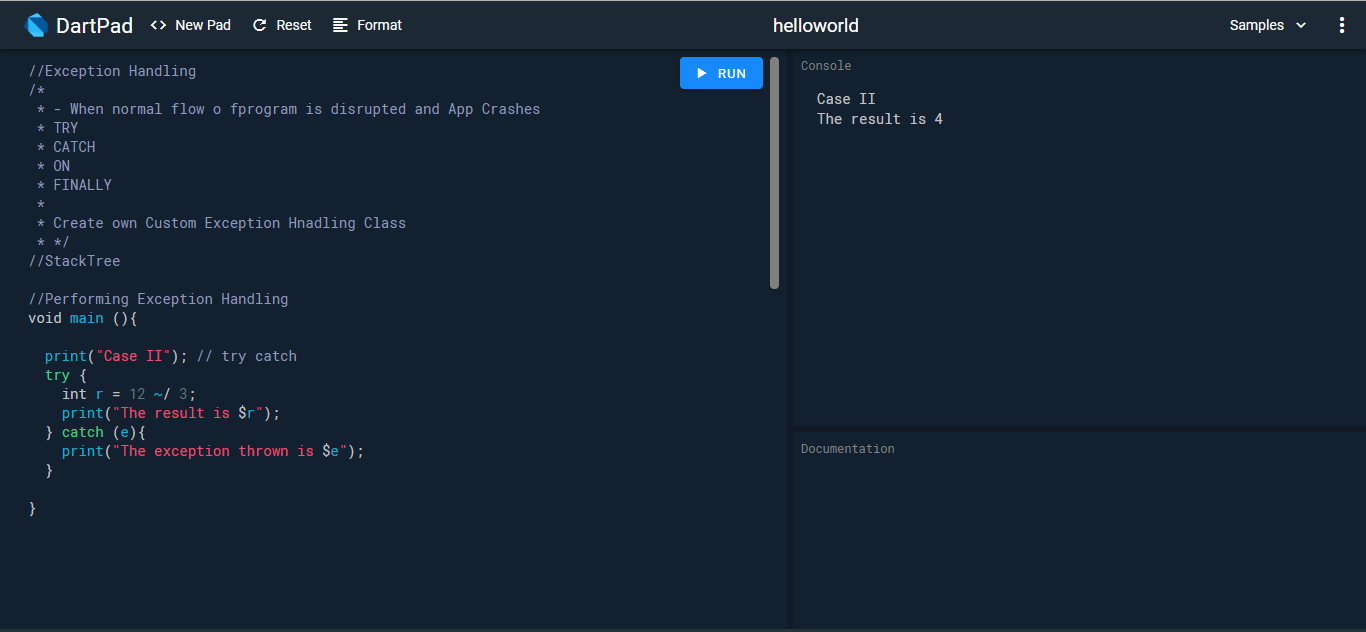 DartPad <> New Pad Reset Format helloworld Samples
//Exception Handling
/*
* - When normal flow o fprogram is disrupted and App Crashes
* TRY
* CATCH
* ON
* FINALLY
*
* Create own Custom Exception Hnadling Class
* */
//StackTree
//Performing Exception Handling
void main (){
print("Case II"); // try catch
try {
int r = 12 ~/ 3;
print("The result is $r");
} catch (e){
print("The exception thrown is $e");
}
}
RUN
Console
Case II
The result is 4
Documentation